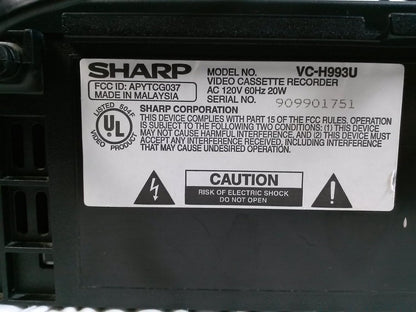 SHARP
MODEL NO. VC-H993U
VIDEO CASSETTE RECORDER
FCC ID: APYTCG037
AC 120V 60Hz 20W
MADE IN MALAYSIA
SERIAL NO. 909901751
SHARP CORPORATION
THIS DEVICE COMPLIES WITH PART 15 OF THE FCC RULES. OPERATION
IS SUBJECT TO THE FOLLOWING TWO CONDITIONS: (1) THIS DEVICE
MAY NOT CAUSE HARMFUL INTERFERENCE, AND (2) THIS DEVICE MUST
ACCEPT ANY INTERFERENCE RECEIVED, INCLUDING INTERFERENCE
THAT MAY CAUSE UNDESIRED OPERATION.
LISTED 504F
UL
VIDEO PRODUCT
CAUTION
RISK OF ELECTRIC SHOCK
DO NOT OPEN